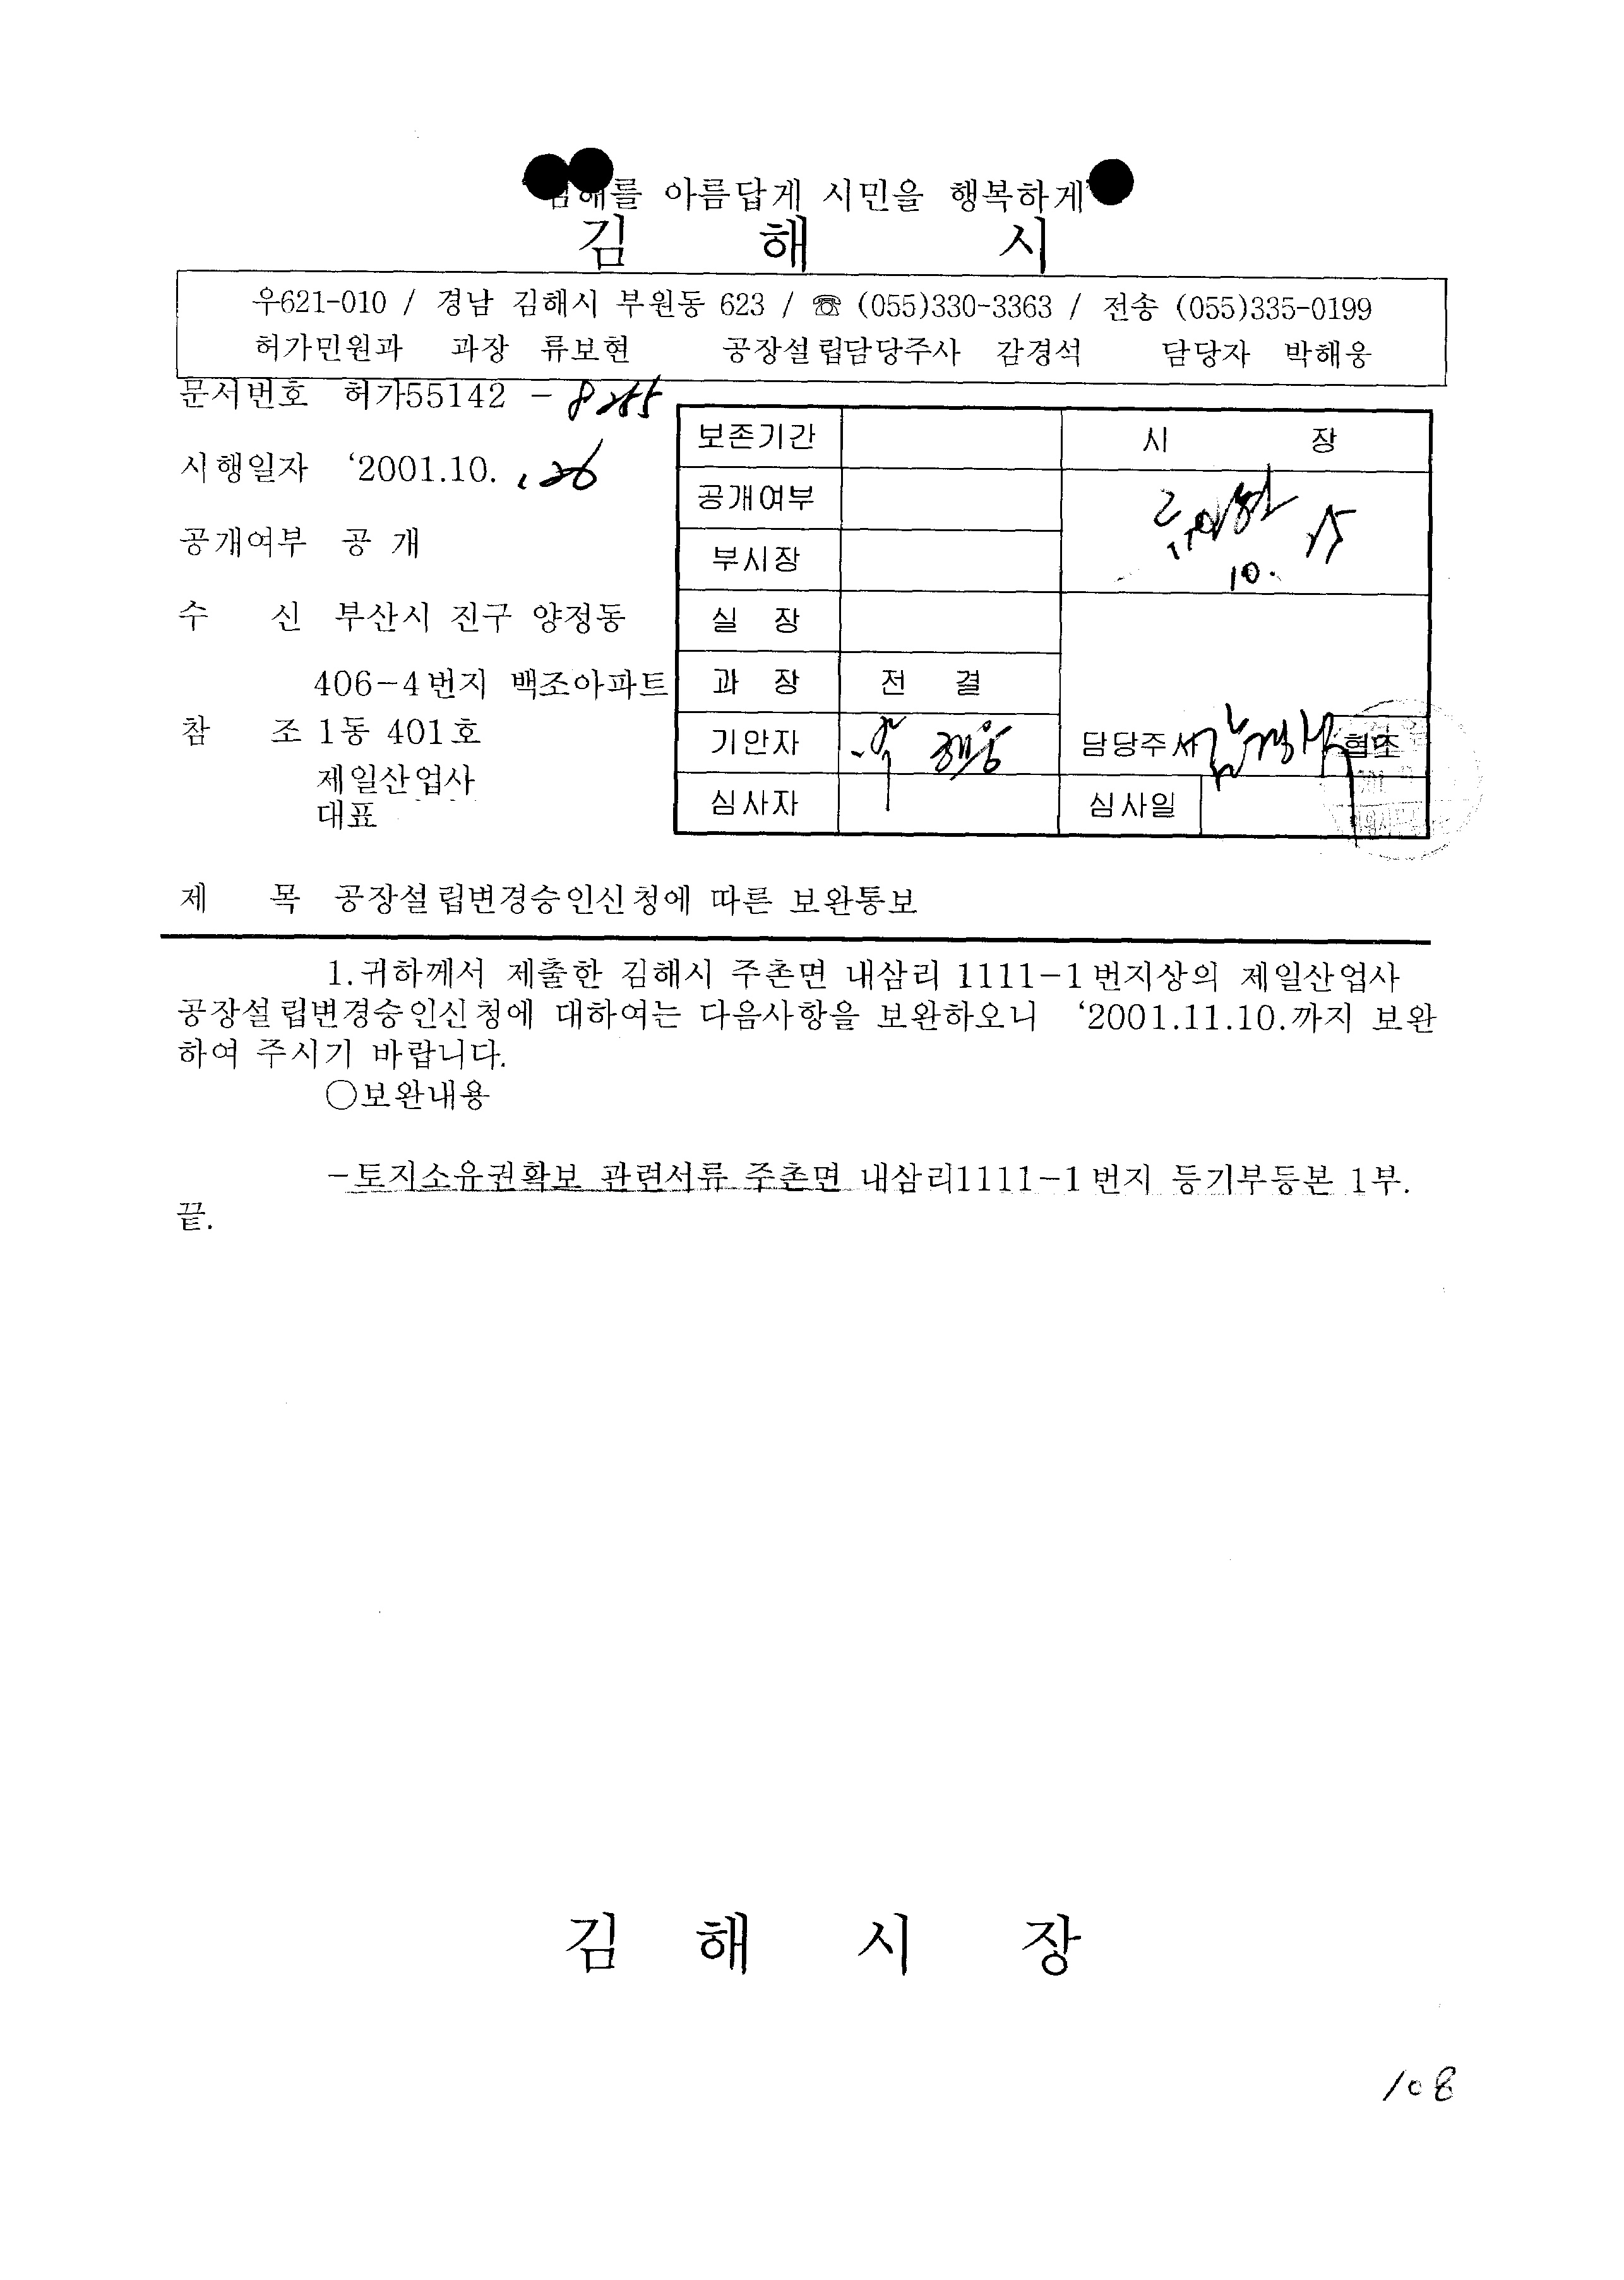 김해를 아름답게 시민을 행복하게
김 해 시
우621-010 / 경남 김해시 부원동 623 / ☏ (055)330-3363 / 전송 (055)335-0199
허가민원과 과장 류보현 공장설립담당주사 감경석 담당자 박해웅
문서번호 허가55142 -
시행일자 ‘2001.10. 26
공개여부 공 개
수 신 부산시 진구 양정동
406-4번지 백조아파트
참 조 1동 401호
제일산업사
대표
보존기간 시 장
공개여부
부시장
10.
실 장
과 장 전 결
기안자 박해웅 담당주사 감경석 협조
심사자 심사일
제 목 공장설립변경승인신청에 따른 보완통보
1.귀하께서 제출한 김해시 주촌면 내삼리 1111-1번지상의 제일산업사
공장설립변경승인신청에 대하여는 다음사항을 보완하오니 ‘2001.11.10.까지 보완
하여 주시기 바랍니다.
○보완내용
-토지소유권확보 관련서류 주촌면 내삼리1111-1번지 등기부등본 1부.
끝.
김 해 시 장
108